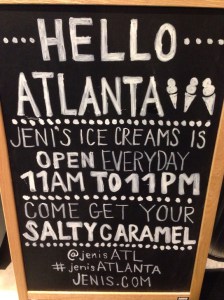 HELLO
ATLANTA
JENI'S ICE CREAMS IS
OPEN EVERYDAY
11AM TO 11PM
COME GET YOUR
SALTY CARAMEL
@jenisATL
#jenisATLANTA
JENIS.COM